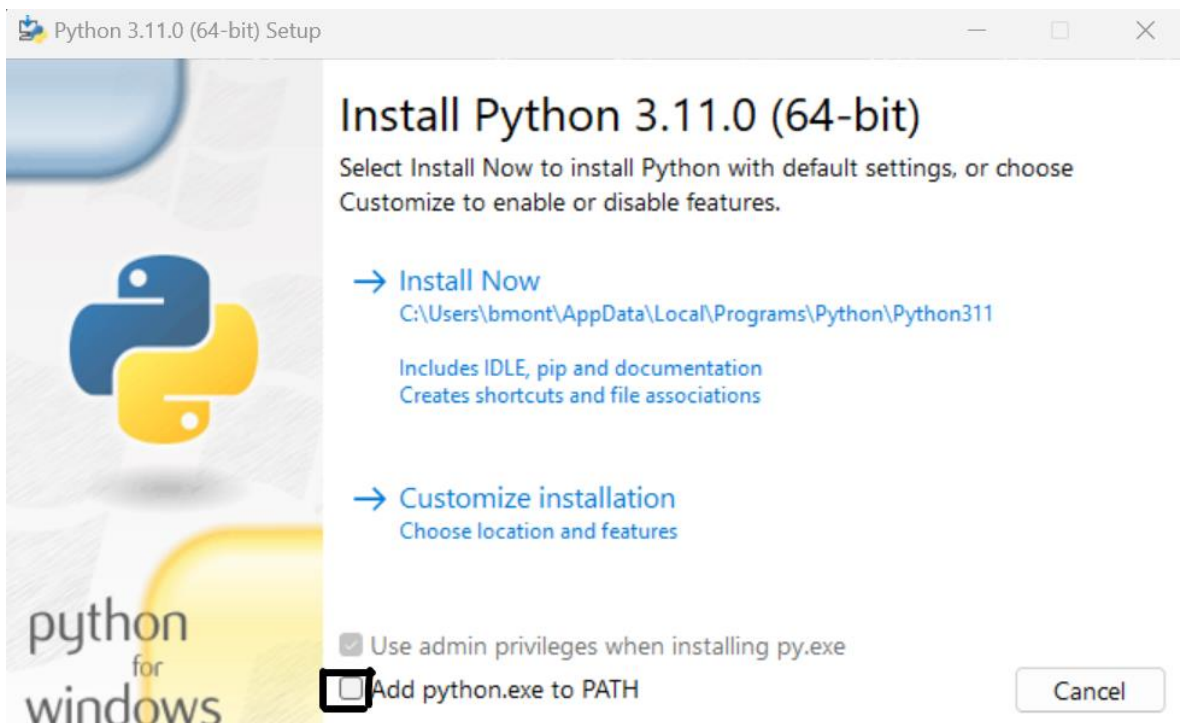 Python 3.11.0 (64-bit) Setup
Install Python 3.11.0 (64-bit)
Select Install Now to install Python with default settings, or choose
Customize to enable or disable features.
Install Now
C:\Users\bmont\AppData\Local\Programs\Python\Python311
Includes IDLE, pip and documentation
Creates shortcuts and file associations
Customize installation
Choose location and features
python
for
windows
Use admin privileges when installing py.exe
Add python.exe to PATH
Cancel